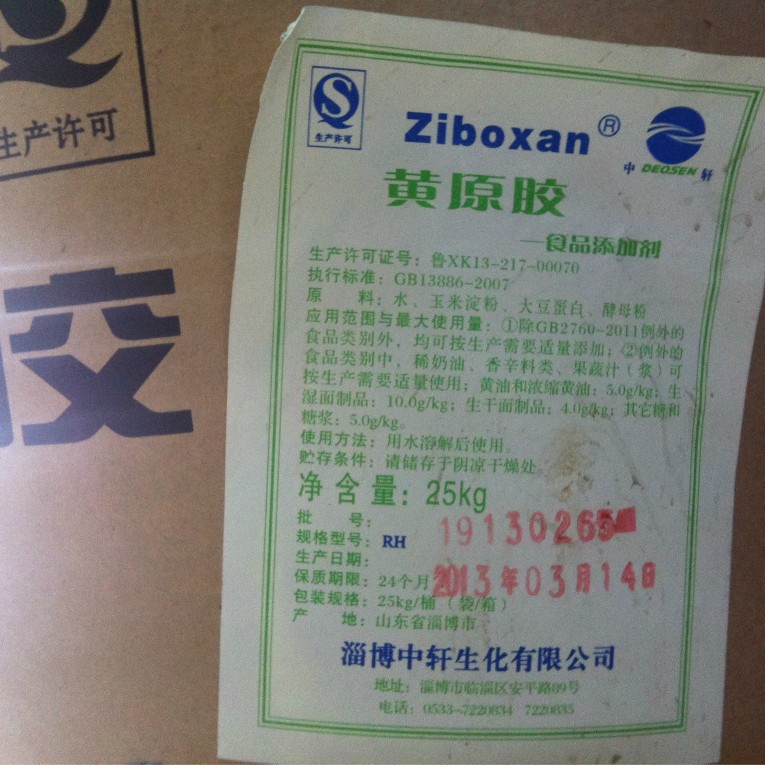 生产许可
胶
生产许可
Ziboxan®
中 DEOSEN 轩
黄原胶
—食品添加剂
生产许可证号：鲁XK13-217-00070
执行标准：GB13886-2007
原 料：水、玉米淀粉、大豆蛋白、酵母粉
应用范围与最大使用量：①除GB2760-2011例外的
食品类别外，均可按生产需要适量添加；②例外的
食品类别中，稀奶油、香辛料类、果蔬汁（浆）可
按生产需要适量使用；黄油和浓缩黄油：5.0g/kg；生
湿面制品：10.0g/kg；生干面制品：4.0g/kg；其它糖和
糖浆：5.0g/kg。
使用方法：用水溶解后使用。
贮存条件：请储存于阴凉干燥处。
净含量：25kg
批 号： 19130265
规格型号：RH
生产日期： 2013年03月14日
保质期限：24个月
包装规格：25kg/桶（袋/箱）
产 地：山东省淄博市
淄博中轩生化有限公司
地址：淄博市临淄区安平路89号
电话：0533-7220834 7220835